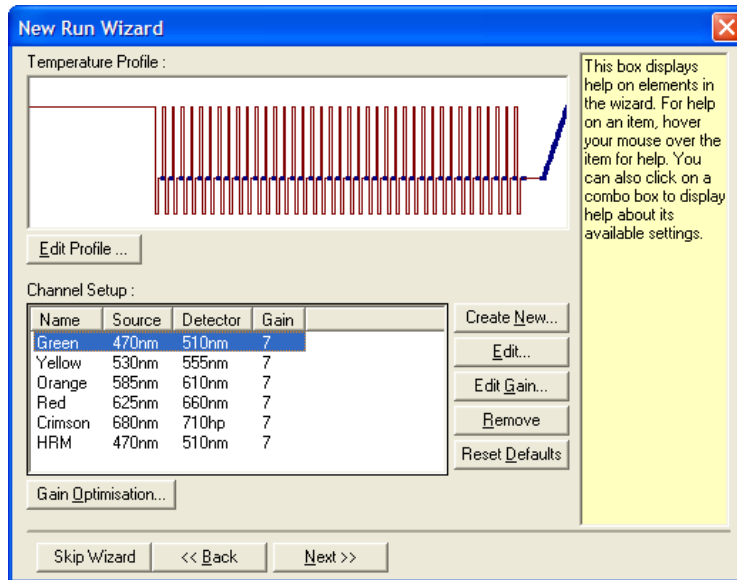 New Run Wizard
Temperature Profile :
Edit Profile ...
Channel Setup :
Name Source Detector Gain
Green 470nm 510nm 7
Yellow 530nm 555nm 7
Orange 585nm 610nm 7
Red 625nm 660nm 7
Crimson 680nm 710hp 7
HRM 470nm 510nm 7
Create New...
Edit...
Edit Gain...
Remove
Reset Defaults
Gain Optimisation...
Skip Wizard
<< Back
Next >>
This box displays
help on elements in
the wizard. For help
on an item, hover
your mouse over the
item for help. You
can also click on a
combo box to display
help about its
available settings.